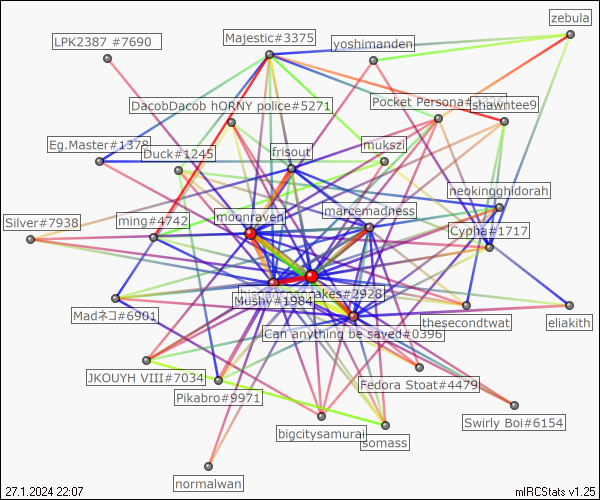 zebula
LPK2387 #7690
Majestic#3375
yoshimanden
DacobDacob hORNY police#5271
Pocket Persona#
shawntee9
Eg.Master#1378
Duck#1245
frisout
mukszi
neokingghidorah
Silver#7938
ming#4742
moonraven
marcemadness
Cypha#1717
akes#2928
Mushy#1984
Madネコ#6901
Can anything be saved#0396
thesecondtwat
eliakith
JKOUYH VIII#7034
Pikabro#9971
Fedora Stoat#4479
bigcitysamurai
somass
Swirly Boi#6154
normalwan
27.1.2024 22:07
mIRCStats v1.25